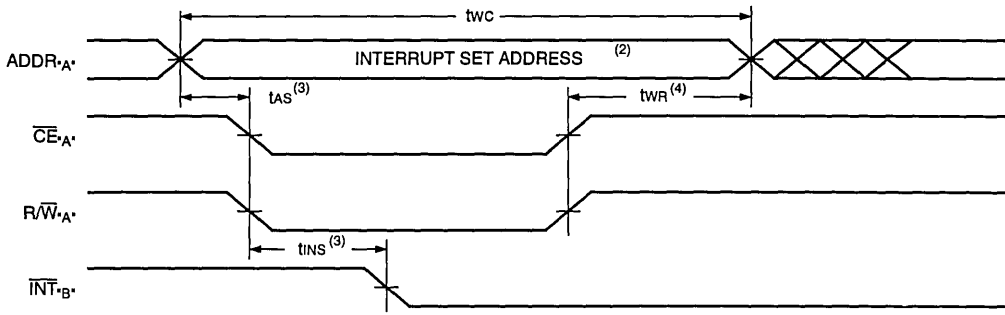 tWC
ADDR"A"
INTERRUPT SET ADDRESS (2)
tAS (3)
tWR (4)
CE"A"
R/W"A"
tINS (3)
INT"B"